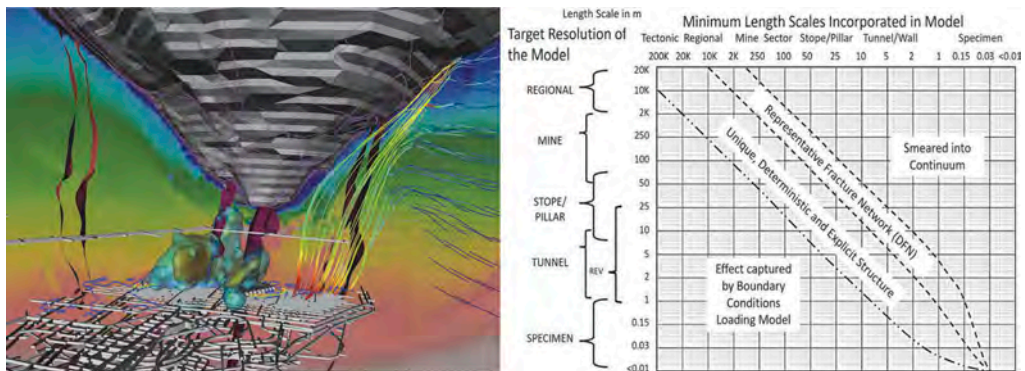 Length Scale in m
Minimum Length Scales Incorporated in Model
Target Resolution of
the Model
Tectonic Regional Mine Sector Stope/Pillar Tunnel/Wall Specimen
200K 20K 10K 2K 250 100 50 25 10 5 2 1 0.15 0.03 <0.01
20K
REGIONAL
10K
2K
MINE
250
100
50
STOPE/
PILLAR
25
10
5
TUNNEL
REV
2
1
0.15
SPECIMEN
0.03
<0.01
Representative Fracture Network (DFN)
Smeared into
Continuum
Unique, Deterministic and Explicit Structure
Effect captured
by Boundary
Conditions
Loading Model